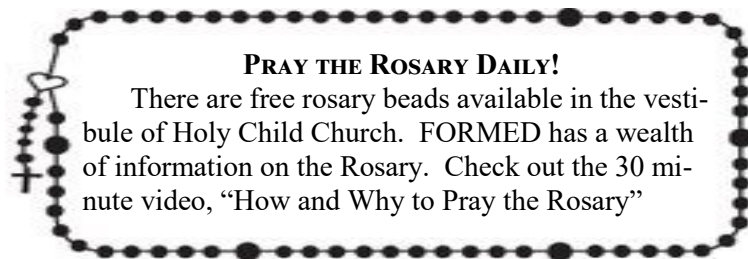 PRAY THE ROSARY DAILY!
There are free rosary beads available in the vesti-
bule of Holy Child Church.  FORMED has a wealth
of information on the Rosary.  Check out the 30 mi-
nute video, “How and Why to Pray the Rosary”